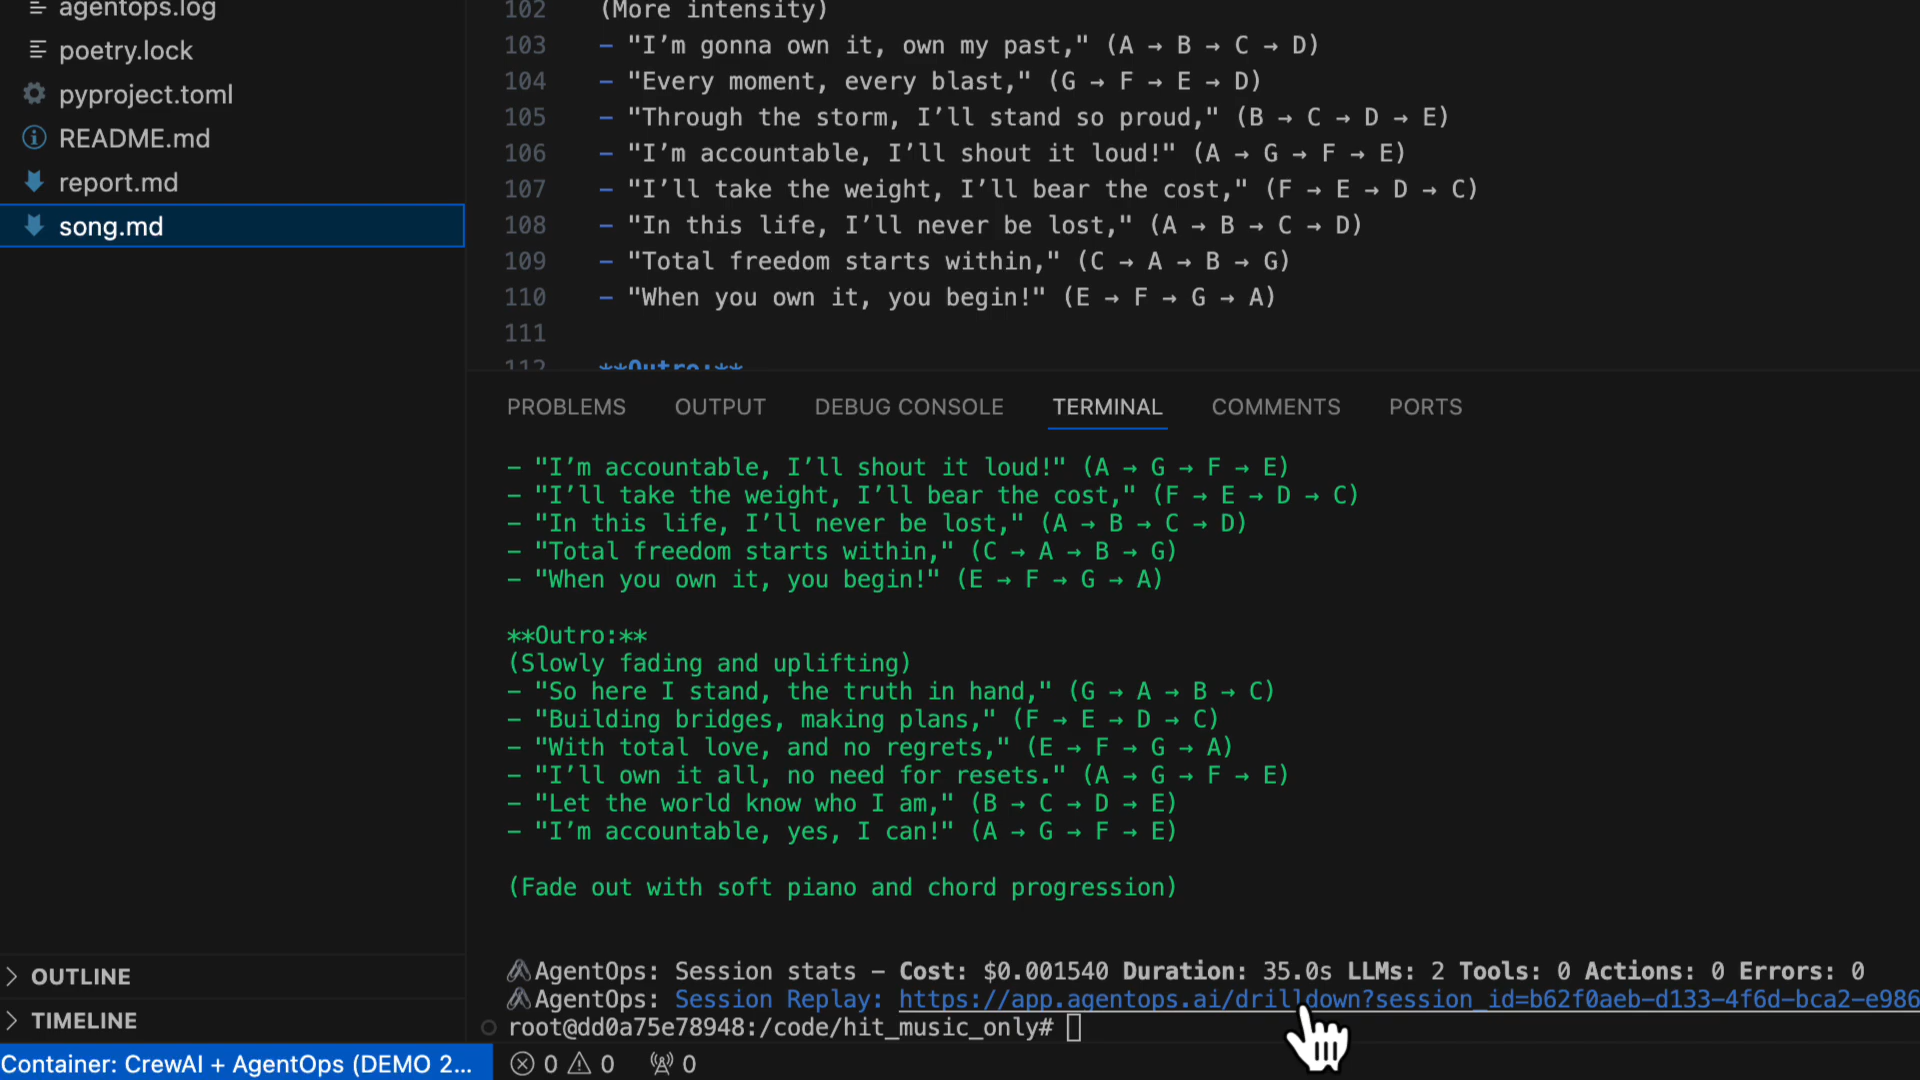 agentops.log
poetry.lock
pyproject.toml
README.md
report.md
song.md
OUTLINE
TIMELINE
102 (More intensity)
103 - "I’m gonna own it, own my past," (A → B → C → D)
104 - "Every moment, every blast," (G → F → E → D)
105 - "Through the storm, I’ll stand so proud," (B → C → D → E)
106 - "I’m accountable, I’ll shout it loud!" (A → G → F → E)
107 - "I’ll take the weight, I’ll bear the cost," (F → E → D → C)
108 - "In this life, I’ll never be lost," (A → B → C → D)
109 - "Total freedom starts within," (C → A → B → G)
110 - "When you own it, you begin!" (E → F → G → A)
111
112 **Outro:**
PROBLEMS OUTPUT DEBUG CONSOLE TERMINAL COMMENTS PORTS
- "I’m accountable, I’ll shout it loud!" (A → G → F → E)
- "I’ll take the weight, I’ll bear the cost," (F → E → D → C)
- "In this life, I’ll never be lost," (A → B → C → D)
- "Total freedom starts within," (C → A → B → G)
- "When you own it, you begin!" (E → F → G → A)
**Outro:**
(Slowly fading and uplifting)
- "So here I stand, the truth in hand," (G → A → B → C)
- "Building bridges, making plans," (F → E → D → C)
- "With total love, and no regrets," (E → F → G → A)
- "I’ll own it all, no need for resets." (A → G → F → E)
- "Let the world know who I am," (B → C → D → E)
- "I’m accountable, yes, I can!" (A → G → F → E)
(Fade out with soft piano and chord progression)
🖇AgentOps: Session stats - Cost: $0.001540 Duration: 35.0s LLMs: 2 Tools: 0 Actions: 0 Errors: 0
🖇AgentOps: Session Replay: https://app.agentops.ai/drilldown?session_id=b62f0aeb-d133-4f6d-bca2-e986
root@dd0a75e78948:/code/hit_music_only#
Container: CrewAI + AgentOps (DEMO 2... 0 0 0